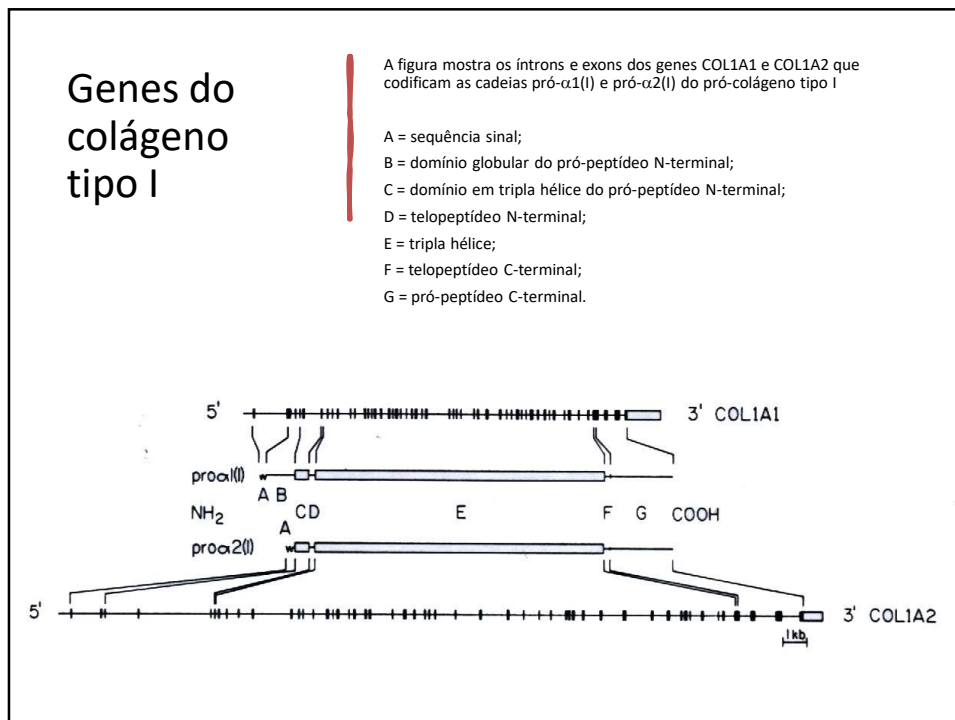 Genes do
colágeno
tipo I
A figura mostra os íntrons e exons dos genes COL1A1 e COL1A2 que
codificam as cadeias pró-α1(I) e pró-α2(I) do pró-colágeno tipo I
A = sequência sinal;
B = domínio globular do pró-peptídeo N-terminal;
C = domínio em tripla hélice do pró-peptídeo N-terminal;
D = telopeptídeo N-terminal;
E = tripla hélice;
F = telopeptídeo C-terminal;
G = pró-peptídeo C-terminal.
5' 3' COL1A1
proα1(I)
A B
NH₂ C D E F G COOH
A
proα2(I)
5' 3' COL1A2
1 kb